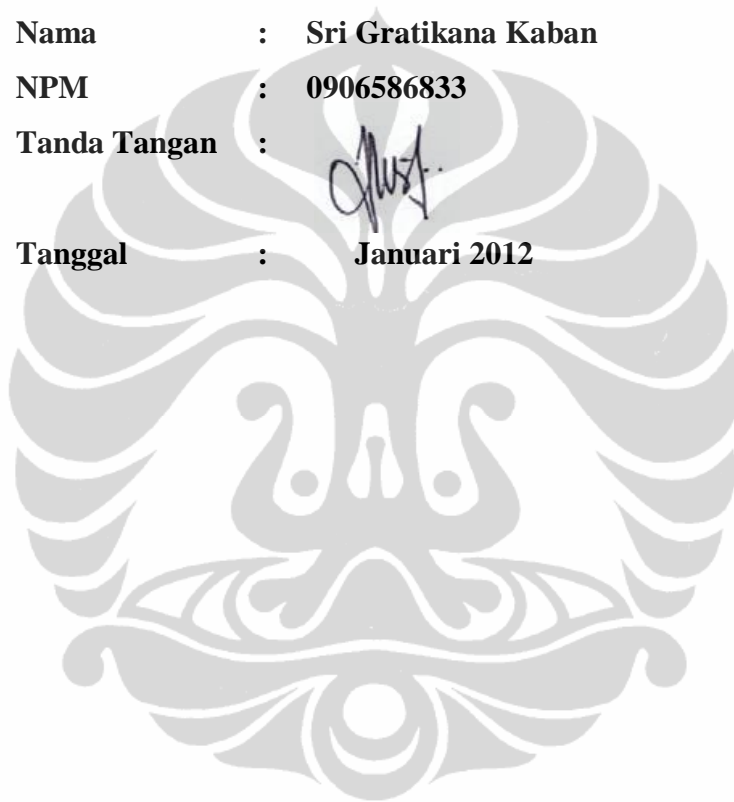 Nama : Sri Gratikana Kaban
NPM : 0906586833
Tanda Tangan :
Tanggal : Januari 2012